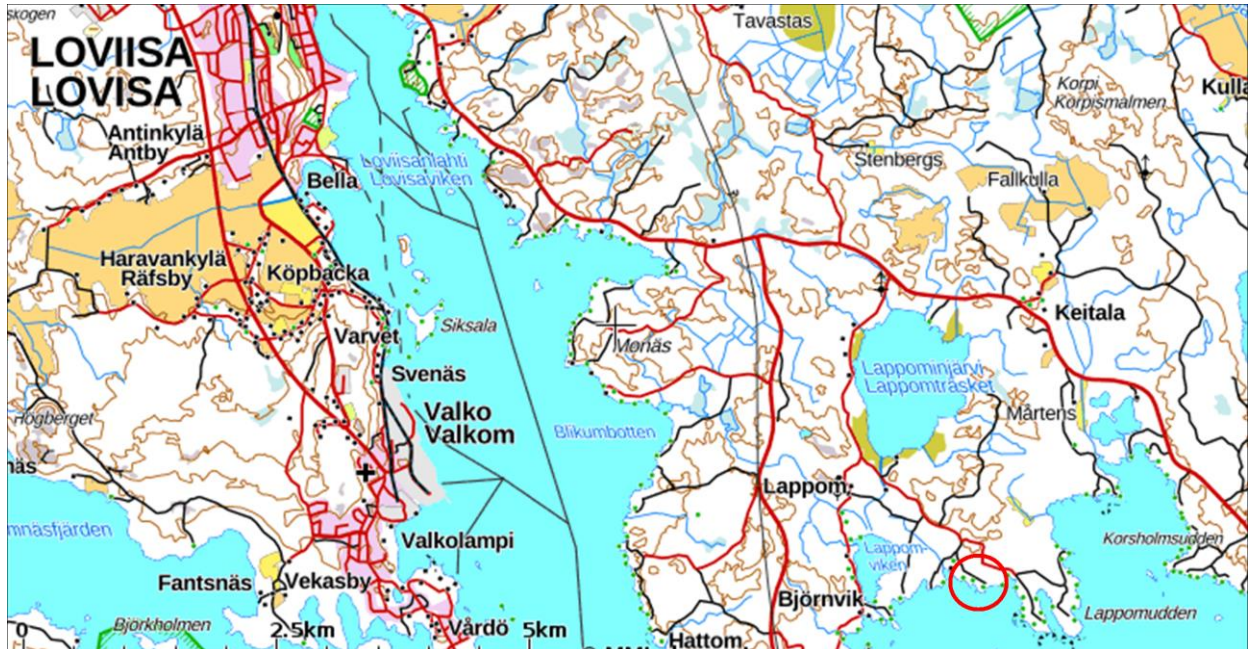 skogen
LOVIISA
LOVISA
Antinkylä
Antby
Bella
Loviisanlahti
Lovisaviken
Tavastas
Korpi
Korpismalmen
Kulla
Stenbergs
Fallkulla
Haravankylä
Räfsby
Köpbacka
Siksala
Varvet
Monäs
Keitala
Svenäs
Lappominjärvi
Lappomträsket
Högberget
Valko
Valkom
Blikumbotten
Mårtens
näs
Lappom
mnäsfjärden
Valkolampi
Lappom-
viken
Korsholmsudden
Fantsnäs
Vekasby
Björnvik
Lappomudden
Björkholmen
Vårdö
Hattom
0
2.5km
5km